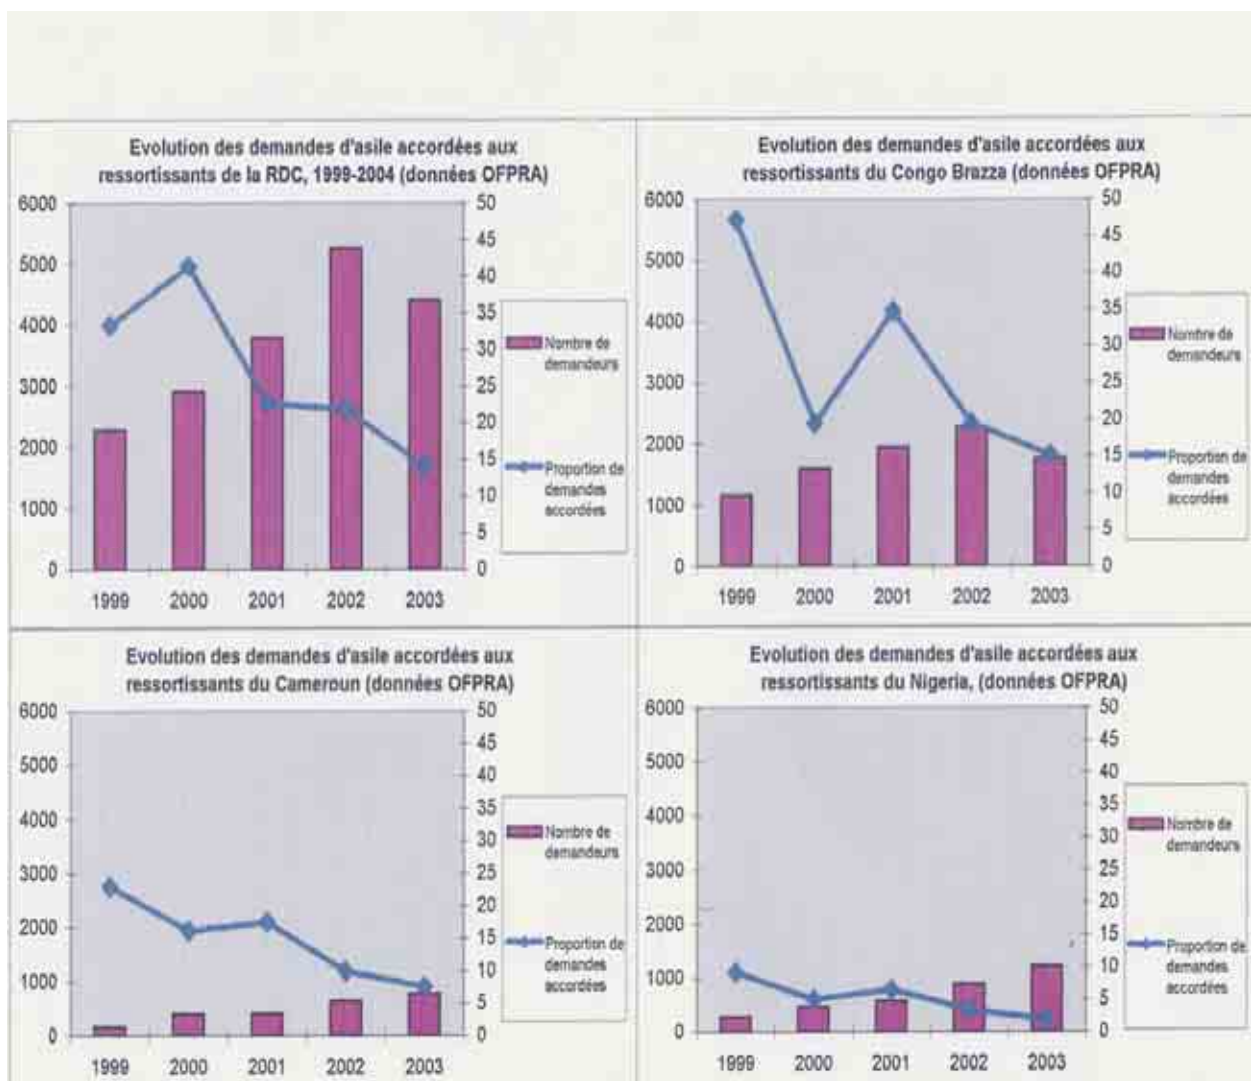 Evolution des demandes d'asile accordées aux
ressortissants de la RDC, 1999-2004 (données OFPRA)
6000
5000
4000
3000
2000
1000
0
50
45
40
35
30
25
20
15
10
5
0
1999 2000 2001 2002 2003
Nombre de
demandeurs
Proportion de
demandes
accordées
Evolution des demandes d'asile accordées aux
ressortissants du Congo Brazza (données OFPRA)
6000
5000
4000
3000
2000
1000
0
50
45
40
35
30
25
20
15
10
5
0
1999 2000 2001 2002 2003
Nombre de
demandeurs
Proportion de
demandes
accordées
Evolution des demandes d'asile accordées aux
ressortissants du Cameroun (données OFPRA)
6000
5000
4000
3000
2000
1000
0
50
45
40
35
30
25
20
15
10
5
0
1999 2000 2001 2002 2003
Nombre de
demandeurs
Proportion de
demandes
accordées
Evolution des demandes d'asile accordées aux
ressortissants du Nigeria, (données OFPRA)
6000
5000
4000
3000
2000
1000
0
50
45
40
35
30
25
20
15
10
5
0
1999 2000 2001 2002 2003
Nombre de
demandeurs
Proportion de
demandes
accordées